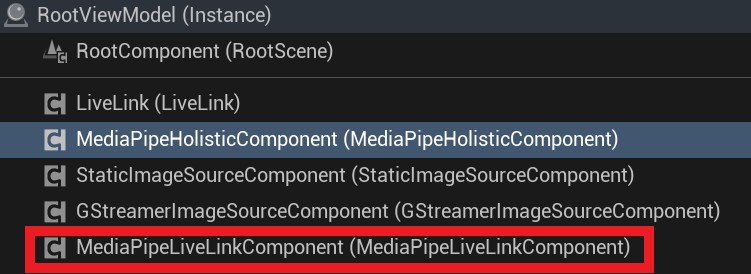 RootViewModel (Instance)
RootComponent (RootScene)
LiveLink (LiveLink)
MediaPipeHolisticComponent (MediaPipeHolisticComponent)
StaticImageSourceComponent (StaticImageSourceComponent)
GStreamerImageSourceComponent (GStreamerImageSourceComponent)
MediaPipeLiveLinkComponent (MediaPipeLiveLinkComponent)